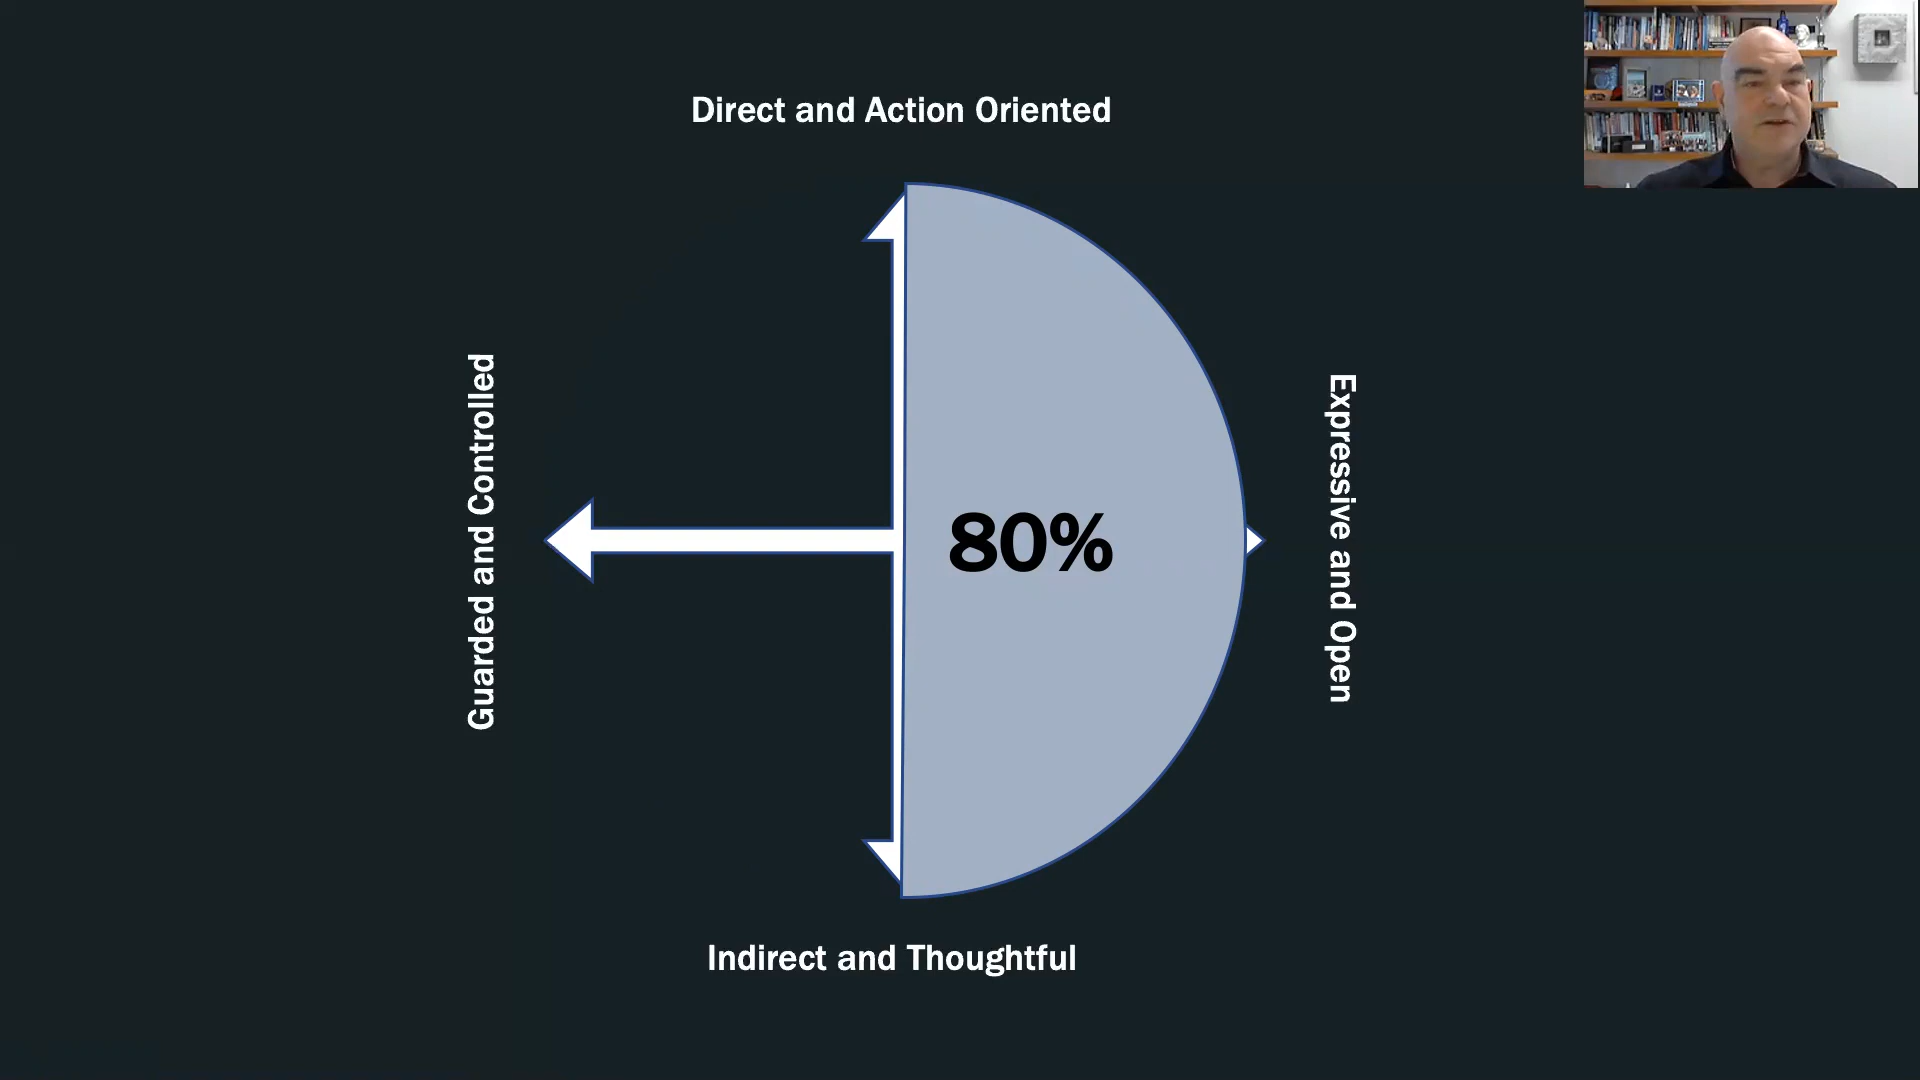 Direct and Action Oriented
Guarded and Controlled
80%
Expressive and Open
Indirect and Thoughtful